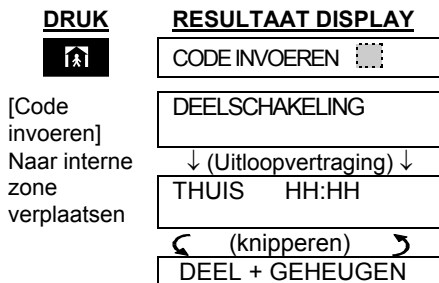 DRUK RESULTAAT DISPLAY
CODE INVOEREN
[Code invoeren] DEELSCHAKELING
Naar interne zone verplaatsen ↓ (Uitloopvertraging) ↓
THUIS HH:HH
(knipperen)
DEEL + GEHEUGEN